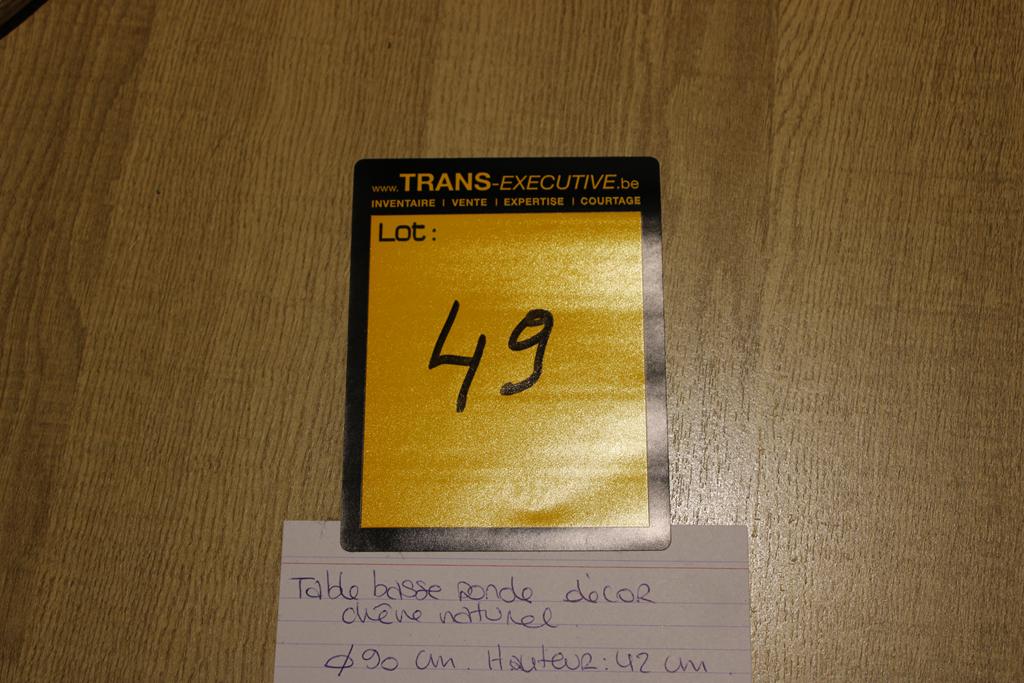 www.TRANS-EXECUTIVE.be
INVENTAIRE | VENTE | EXPERTISE | COURTAGE
Lot:
49
Table basse ronde décor
chêne naturel
ϕ 90 cm. Hauteur: 42 cm.